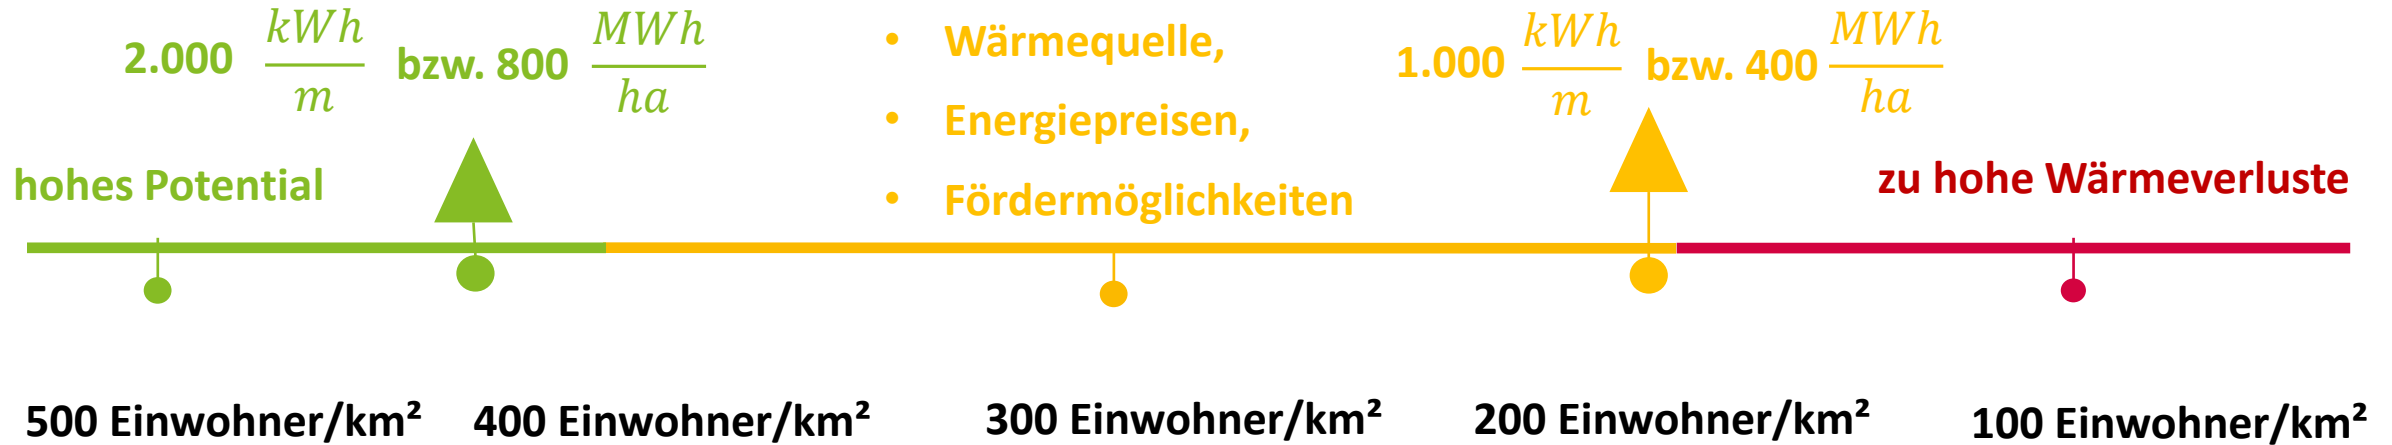 2.000 kWh/m bzw. 800 MWh/ha
• Wärmequelle,
• Energiepreisen,
• Fördermöglichkeiten
1.000 kWh/m bzw. 400 MWh/ha
hohes Potential
zu hohe Wärmeverluste
500 Einwohner/km²
400 Einwohner/km²
300 Einwohner/km²
200 Einwohner/km²
100 Einwohner/km²